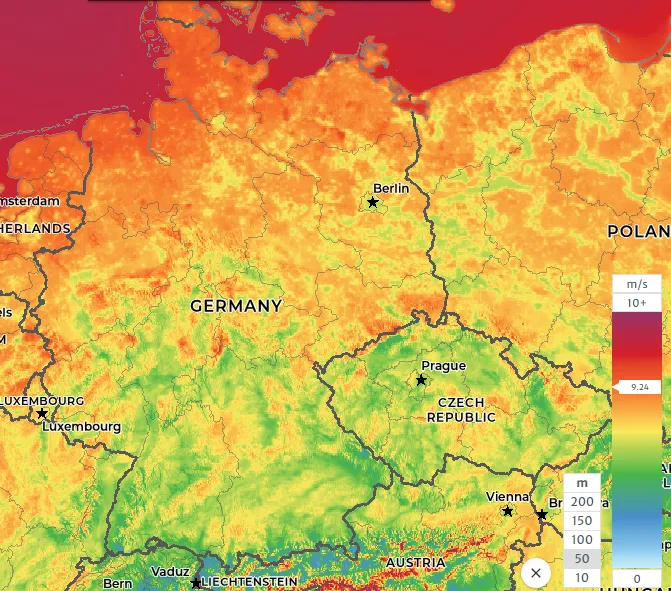 Berlin
msterdam
HERLANDS
POLAN
m/s
10+
GERMANY
els
M
Prague
9.24
LUXEMBOURG
Luxembourg
CZECH
REPUBLIC
m
200
150
100
50
10
Vienna
Br
a
AUSTRIA
Vaduz
LIECHTENSTEIN
Bern
0